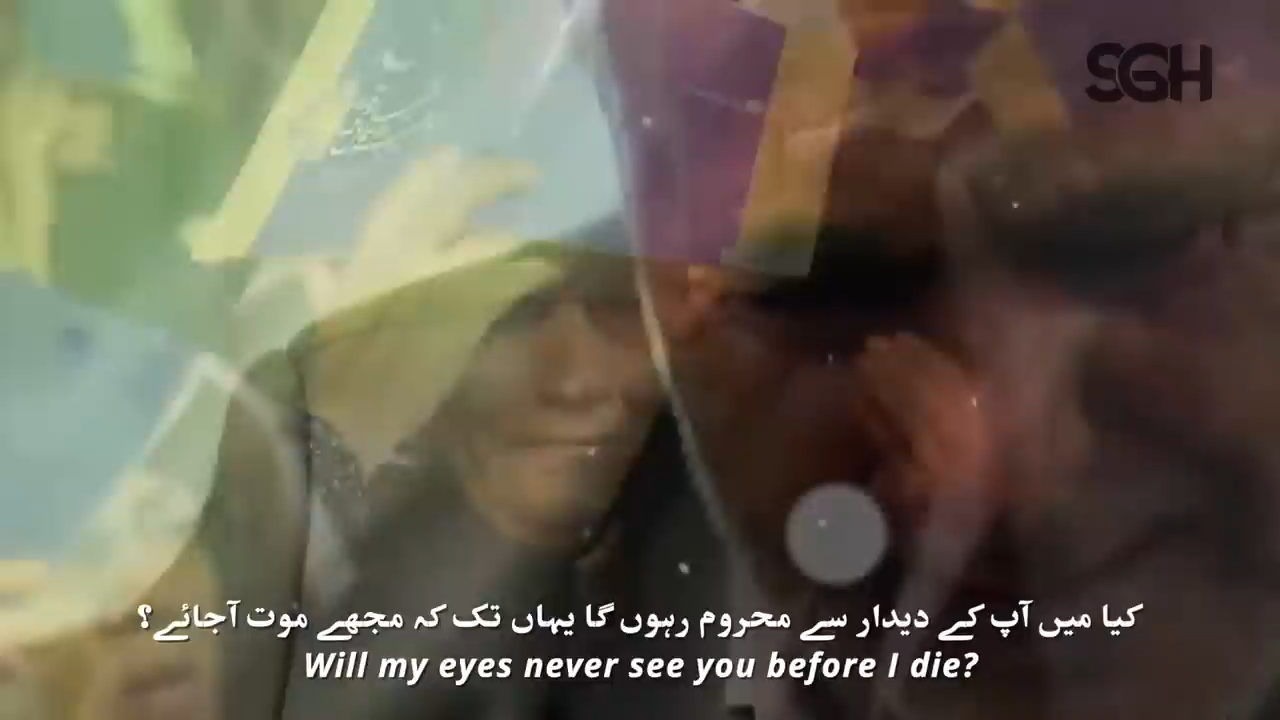 SGH
کیا میں آپ کے دیدار سے محروم رہوں گا یہاں تک کہ مجھے موت آجائے؟
Will my eyes never see you before I die?